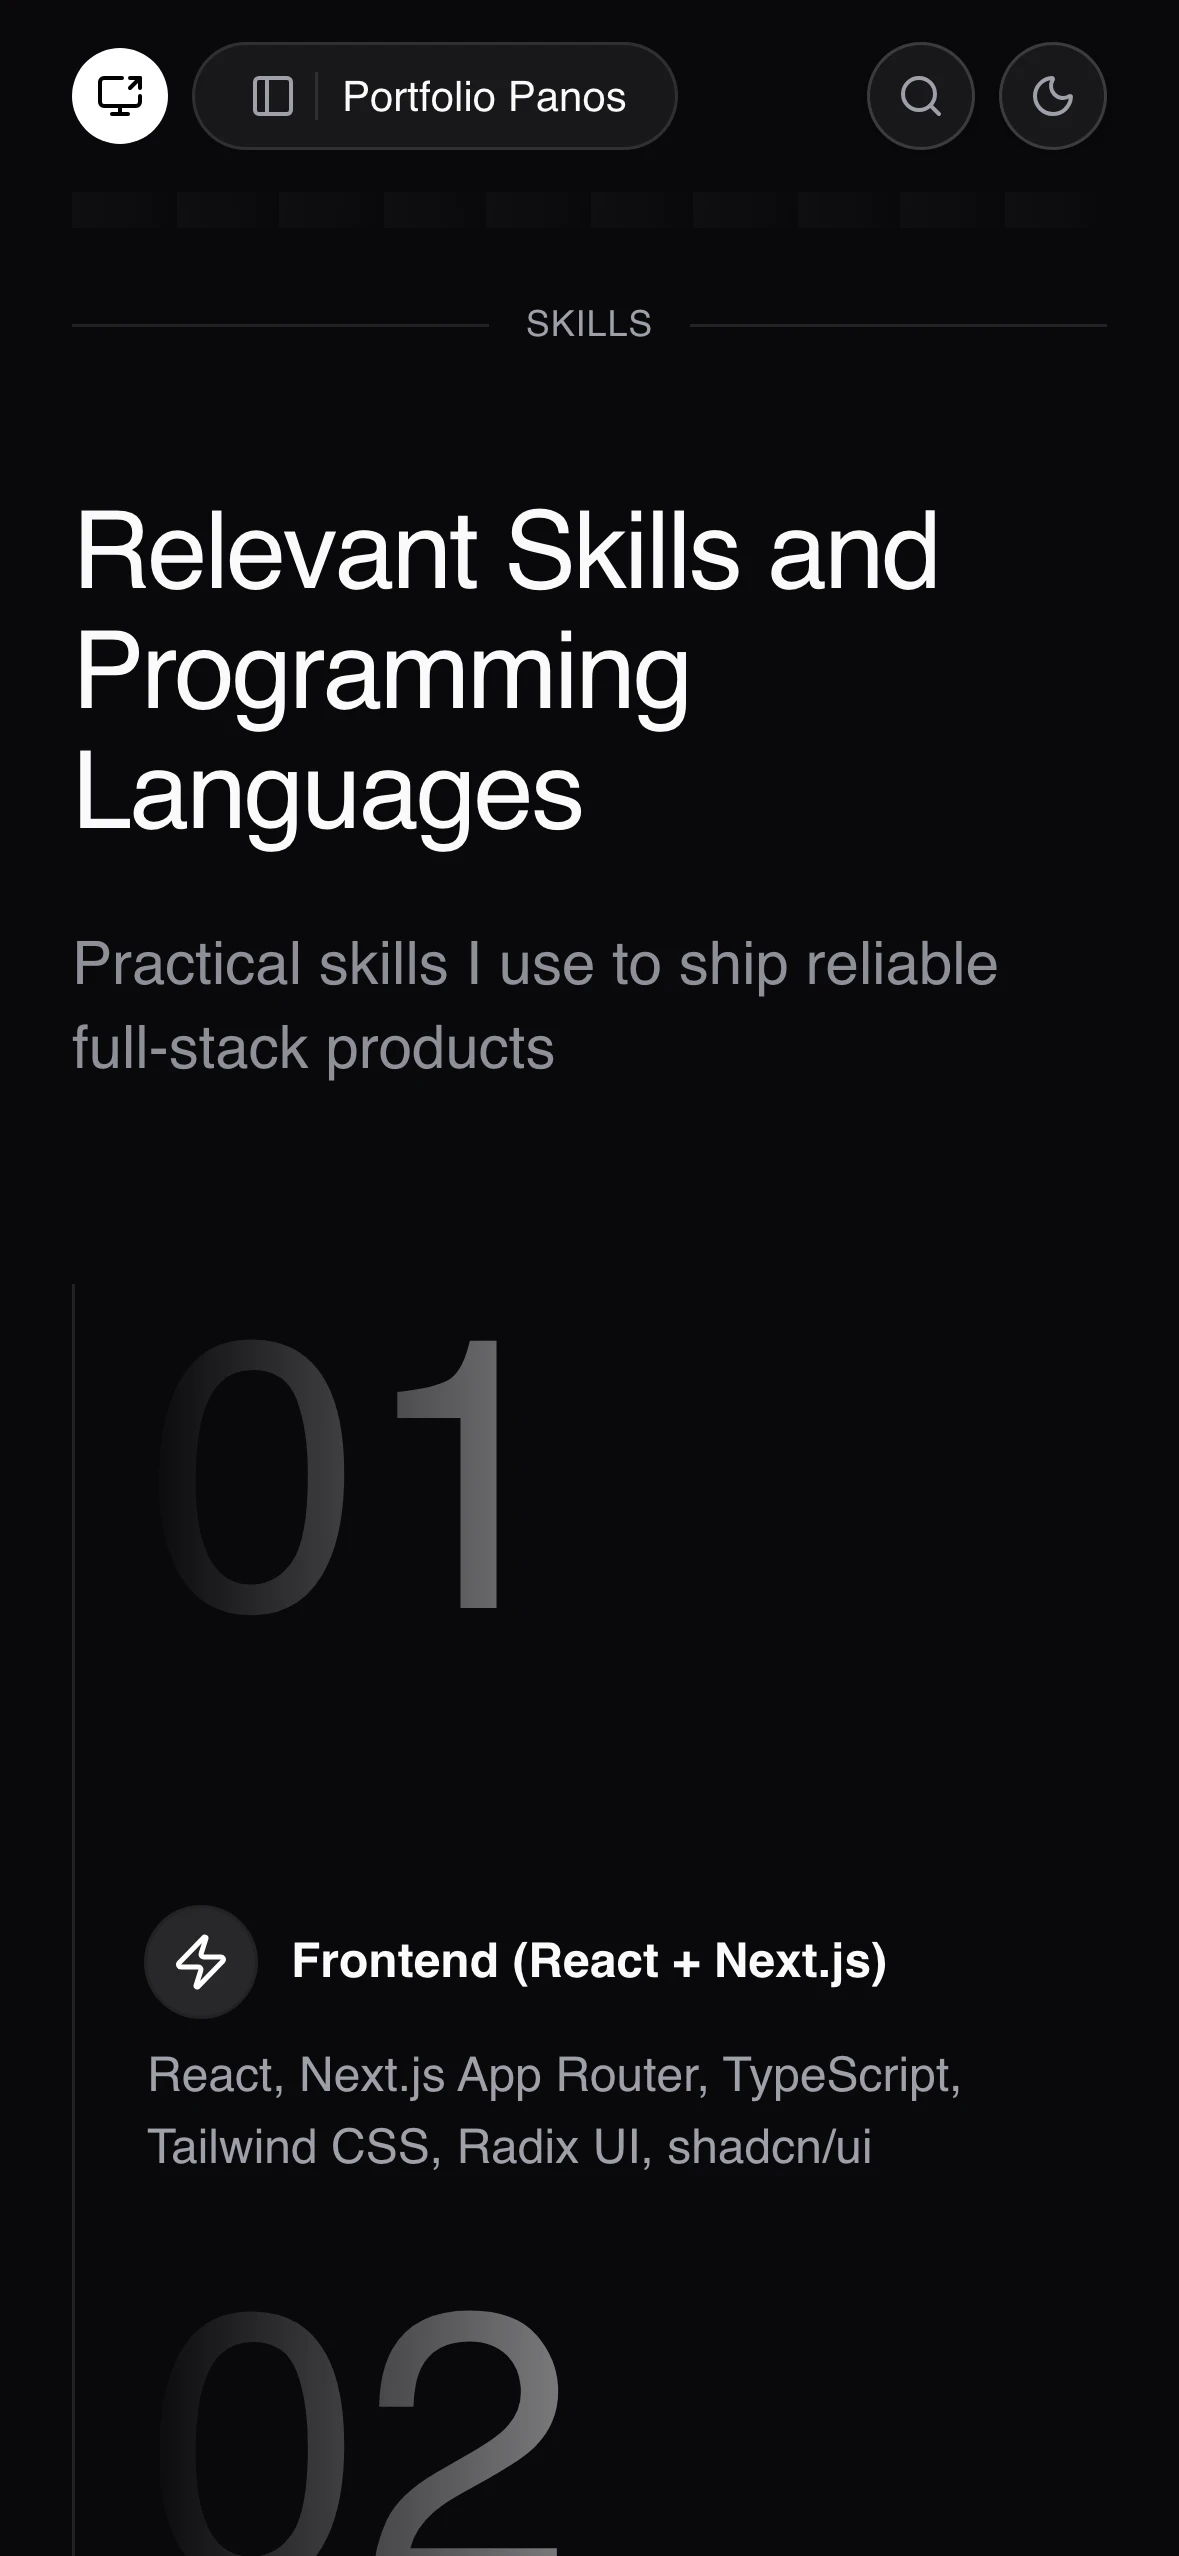 Portfolio Panos
SKILLS
Relevant Skills and
Programming
Languages
Practical skills I use to ship reliable
full-stack products
01
Frontend (React + Next.js)
React, Next.js App Router, TypeScript,
Tailwind CSS, Radix UI, shadcn/ui
02